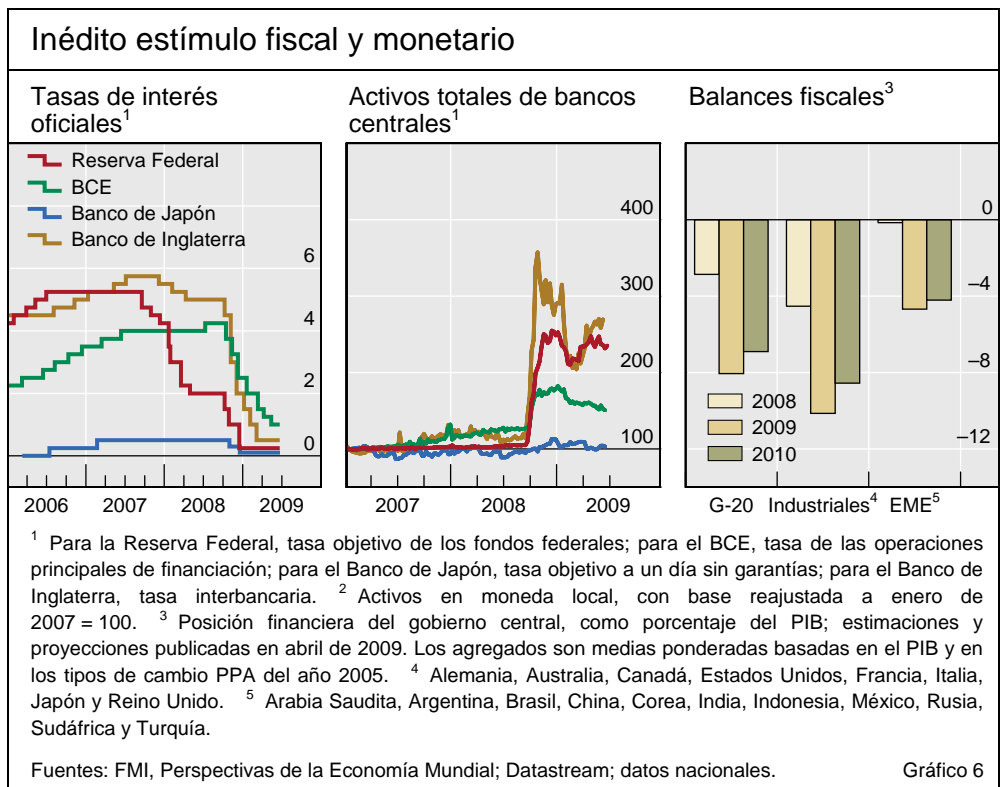 Inédito estímulo fiscal y monetario
Tasas de interés
oficiales1
Reserva Federal
BCE
Banco de Japón
Banco de Inglaterra
6
4
2
0
2006 2007 2008 2009
Activos totales de bancos
centrales1
400
300
200
100
2007 2008 2009
Balances fiscales3
0
–4
–8
–12
2008
2009
2010
G-20 Industriales4 EME5
1 Para la Reserva Federal, tasa objetivo de los fondos federales; para el BCE, tasa de las operaciones
principales de financiación; para el Banco de Japón, tasa objetivo a un día sin garantías; para el Banco de
Inglaterra, tasa interbancaria. 2 Activos en moneda local, con base reajustada a enero de
2007 = 100. 3 Posición financiera del gobierno central, como porcentaje del PIB; estimaciones y
proyecciones publicadas en abril de 2009. Los agregados son medias ponderadas basadas en el PIB y en
los tipos de cambio PPA del año 2005. 4 Alemania, Australia, Canadá, Estados Unidos, Francia, Italia,
Japón y Reino Unido. 5 Arabia Saudita, Argentina, Brasil, China, Corea, India, Indonesia, México, Rusia,
Sudáfrica y Turquía.
Fuentes: FMI, Perspectivas de la Economía Mundial; Datastream; datos nacionales. Gráfico 6